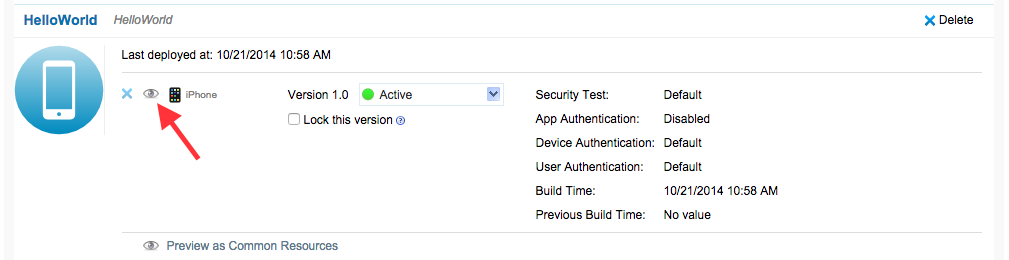 HelloWorld HelloWorld Delete
Last deployed at: 10/21/2014 10:58 AM
iPhone Version 1.0 Active Security Test: Default
App Authentication: Disabled
Lock this version ?
Device Authentication: Default
User Authentication: Default
Build Time: 10/21/2014 10:58 AM
Previous Build Time: No value
Preview as Common Resources